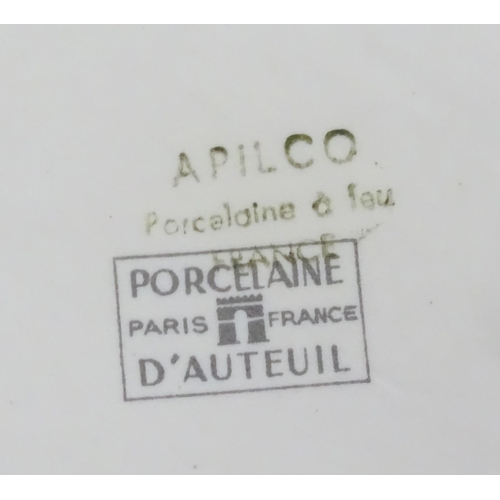 APILCO
Porcelaine à feu
FRANCE
PORCELAINE
PARIS FRANCE
D'AUTEUIL